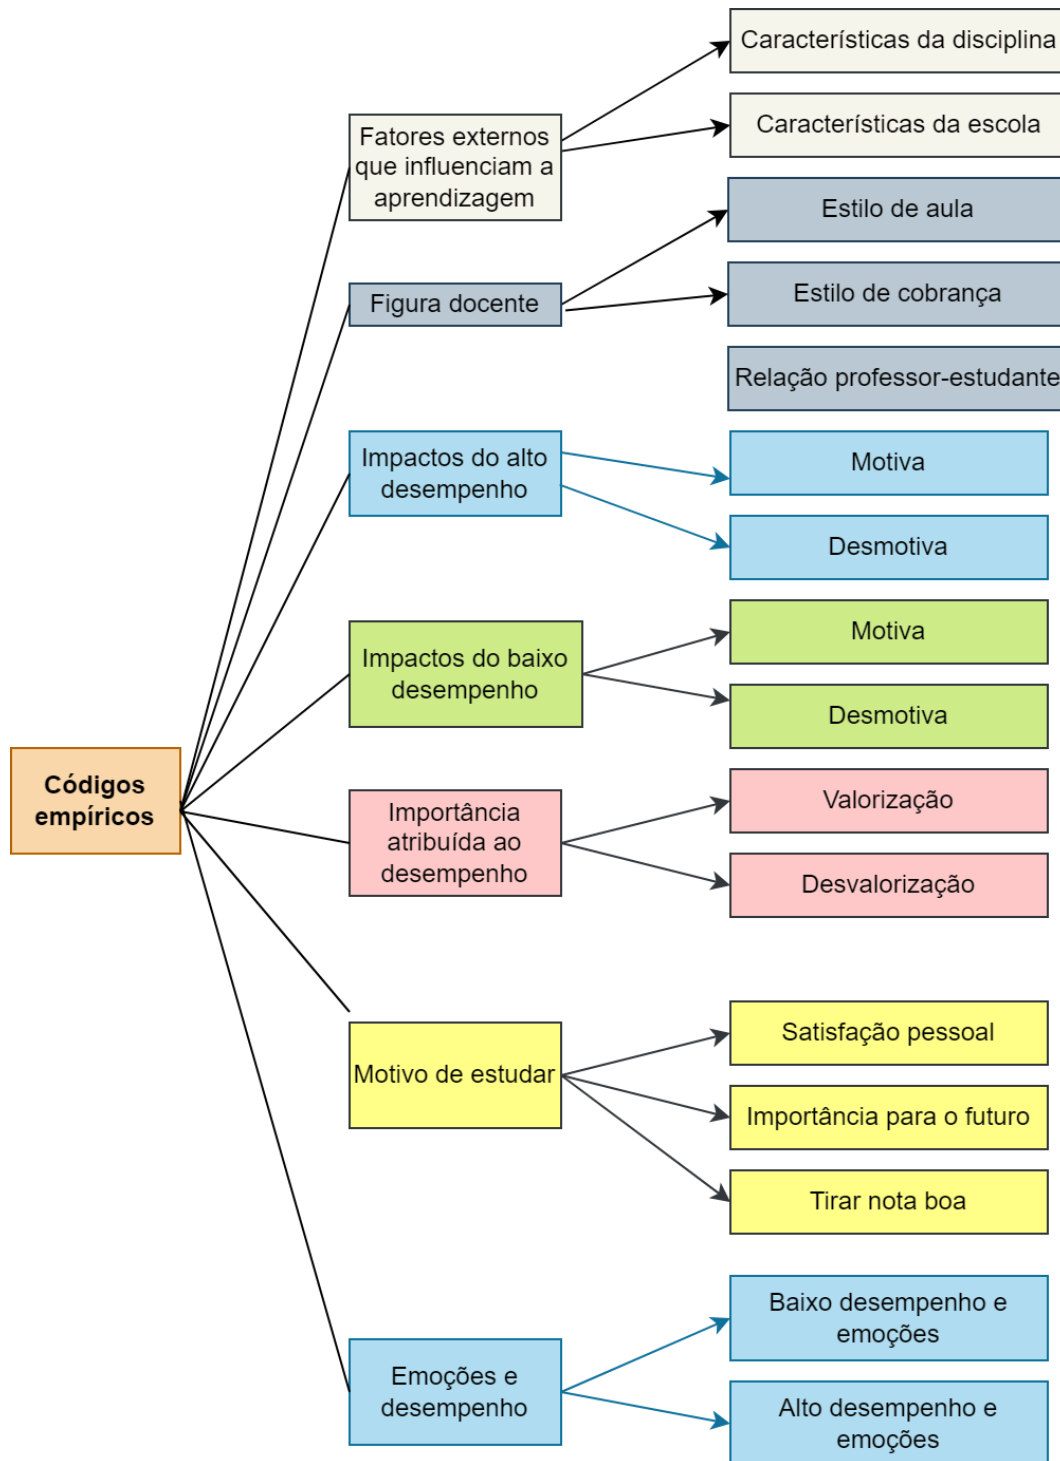 Características da disciplina
Fatores externos
que influenciam a
aprendizagem
Características da escola
Estilo de aula
Figura docente
Estilo de cobrança
Relação professor-estudante
Impactos do alto
desempenho
Motiva
Desmotiva
Impactos do baixo
desempenho
Motiva
Desmotiva
Códigos
empíricos
Importância
atribuída ao
desempenho
Valorização
Desvalorização
Motivo de estudar
Satisfação pessoal
Importância para o futuro
Tirar nota boa
Emoções e
desempenho
Baixo desempenho e
emoções
Alto desempenho e
emoções